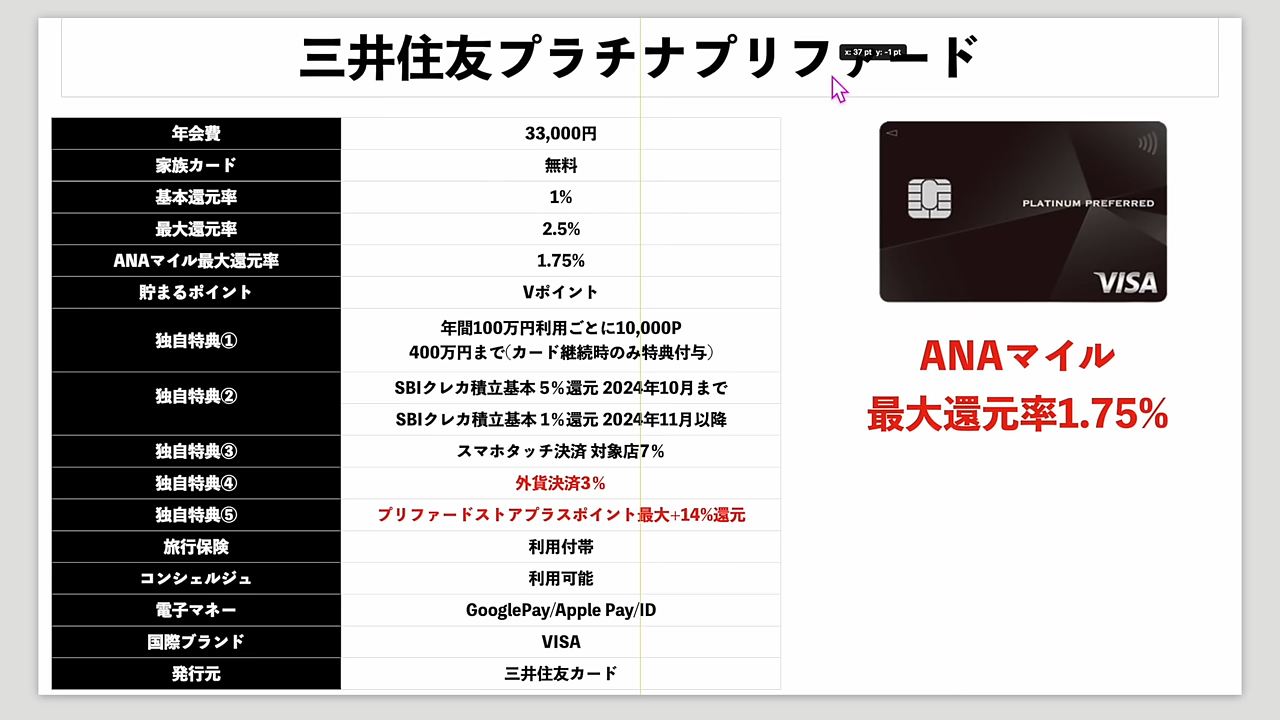 三井住友プラチナプリファード
x: 37 pt y: -1 pt
年会費
33,000円
家族カード
無料
基本還元率
1%
最大還元率
2.5%
ANAマイル最大還元率
1.75%
貯まるポイント
Vポイント
独自特典①
年間100万円利用ごとに10,000P
400万円まで(カード継続時のみ特典付与)
独自特典②
SBIクレカ積立基本 5%還元 2024年10月まで
SBIクレカ積立基本 1%還元 2024年11月以降
独自特典③
スマホタッチ決済 対象店7%
独自特典④
外貨決済3%
独自特典⑤
プリファードストアプラスポイント最大+14%還元
旅行保険
利用付帯
コンシェルジュ
利用可能
電子マネー
GooglePay/Apple Pay/ID
国際ブランド
VISA
発行元
三井住友カード
PLATINUM PREFERRED
VISA
ANAマイル
最大還元率1.75%